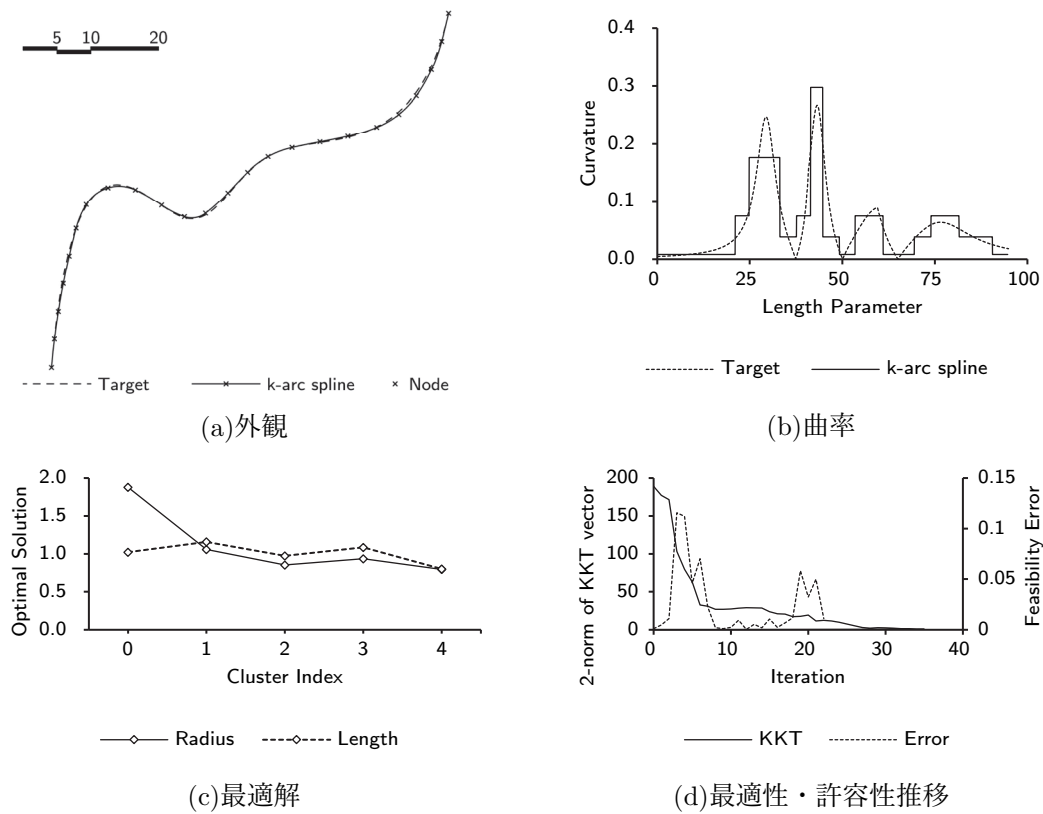 5 10 20
Target k-arc spline Node
(a)外観
0.4
0.3
0.2
0.1
0.0
Curvature
0 25 50 75 100
Length Parameter
Target k-arc spline
(b)曲率
2.0
1.5
1.0
0.5
0.0
Optimal Solution
0 1 2 3 4
Cluster Index
Radius Length
(c)最適解
200
150
100
50
0
2-norm of KKT vector
0.15
0.1
0.05
0
Feasibility Error
0 10 20 30 40
Iteration
KKT Error
(d)最適性・許容性推移